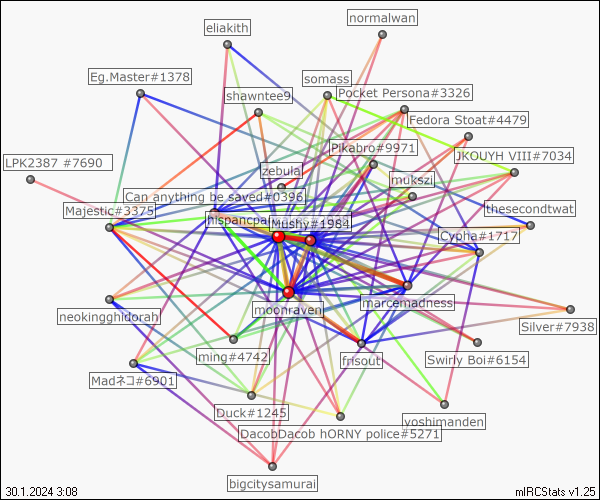 normalwan
eliakith
Eg.Master#1378
somass
shawntee9
Pocket Persona#3326
Fedora Stoat#4479
Pikabro#9971
JKOUYH VIII#7034
LPK2387 #7690
zebula
mukszi
Can anything be saved#0396
Majestic#3375
Mushy#1984
thesecondtwat
Cypha#1717
moonraven
marcemadness
neokingghidorah
Silver#7938
ming#4742
frisout
Swirly Boi#6154
Madネコ#6901
Duck#1245
yoshimanden
DacobDacob hORNY police#5271
bigcitysamurai
30.1.2024 3:08
mIRCStats v1.25